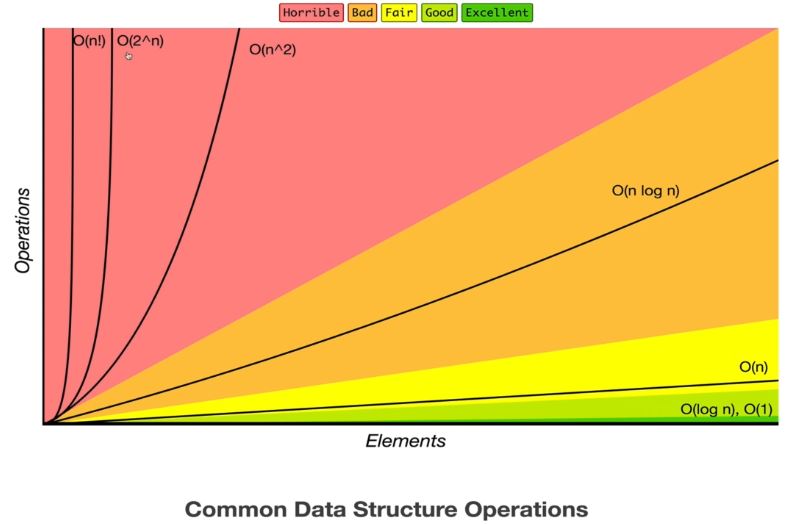 Horrible Bad Fair Good Excellent
O(n!) O(2^n) O(n^2)
O(n log n)
O(n)
O(log n), O(1)
Operations
Elements
Common Data Structure Operations